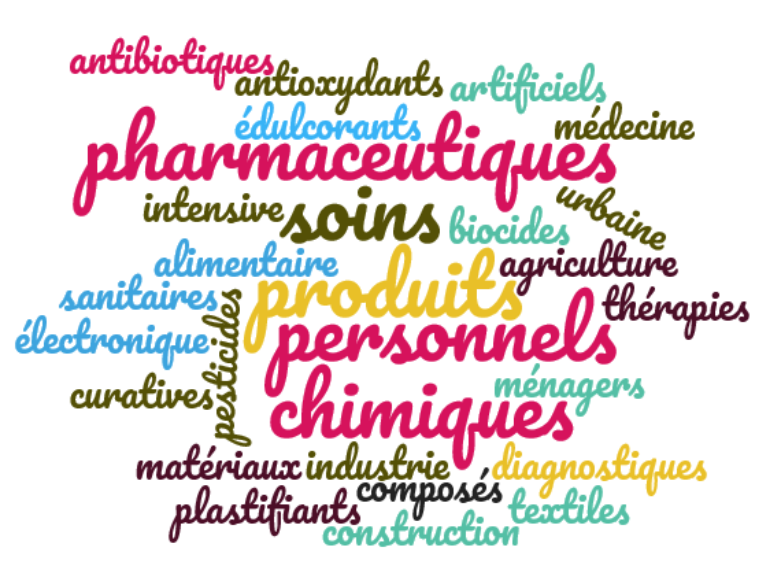 antibiotiques
antioxydants
artificiels
édulcorants
médecine
pharmaceutiques
intensive
soins
urbaine
biocides
alimentaire
agriculture
sanitaires
produits
thérapies
électronique
pesticides
personnels
curatives
ménagers
chimiques
matériaux
industrie
diagnostiques
composés
plastifiants
textiles
construction